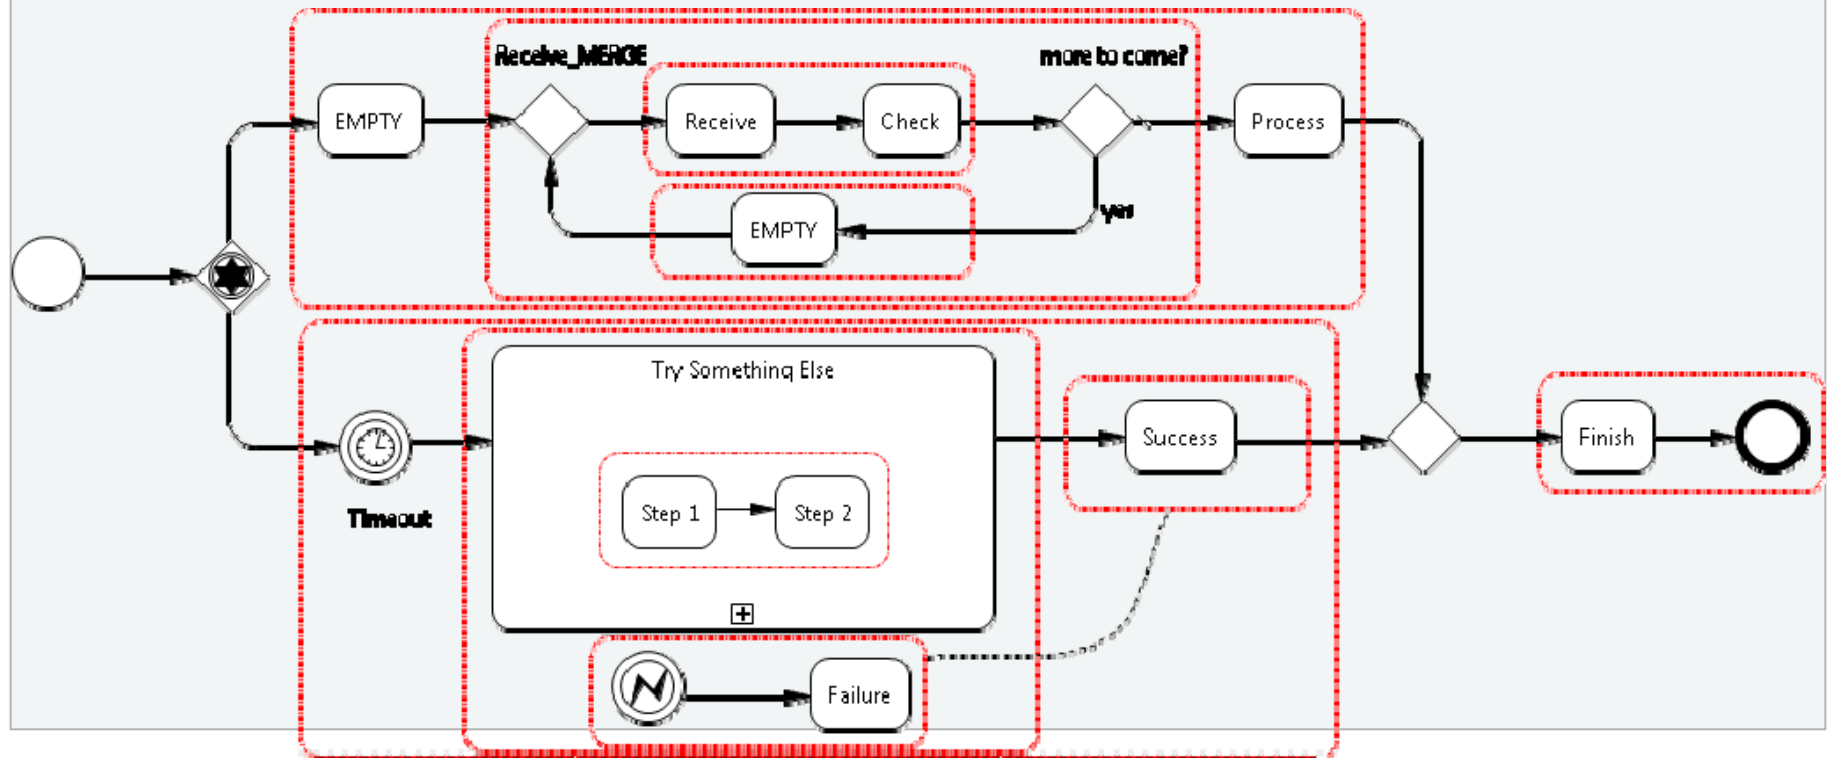 Receive_MERGE
more to come?
EMPTY
Receive
Check
Process
yes
EMPTY
Try Something Else
Success
Finish
Timeout
Step 1
Step 2
Failure